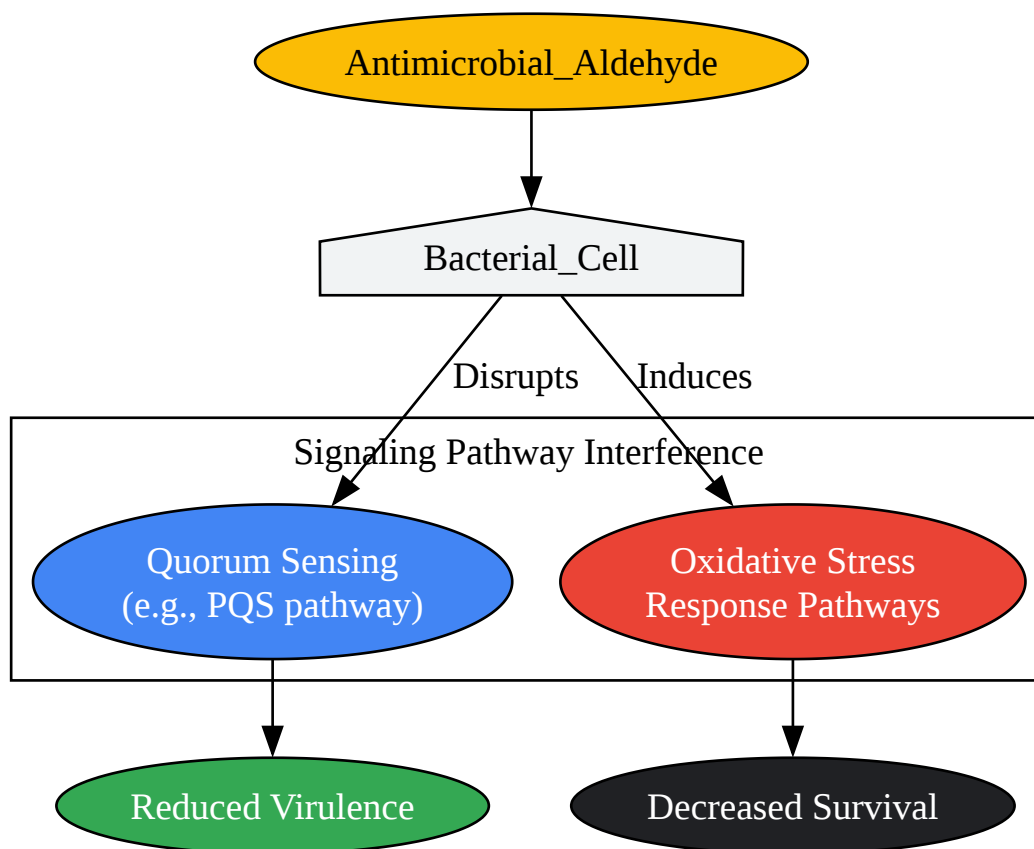 Antimicrobial_Aldehyde
Bacterial_Cell
Disrupts
Induces
Signaling Pathway Interference
Quorum Sensing
(e.g., PQS pathway)
Oxidative Stress
Response Pathways
Reduced Virulence
Decreased Survival